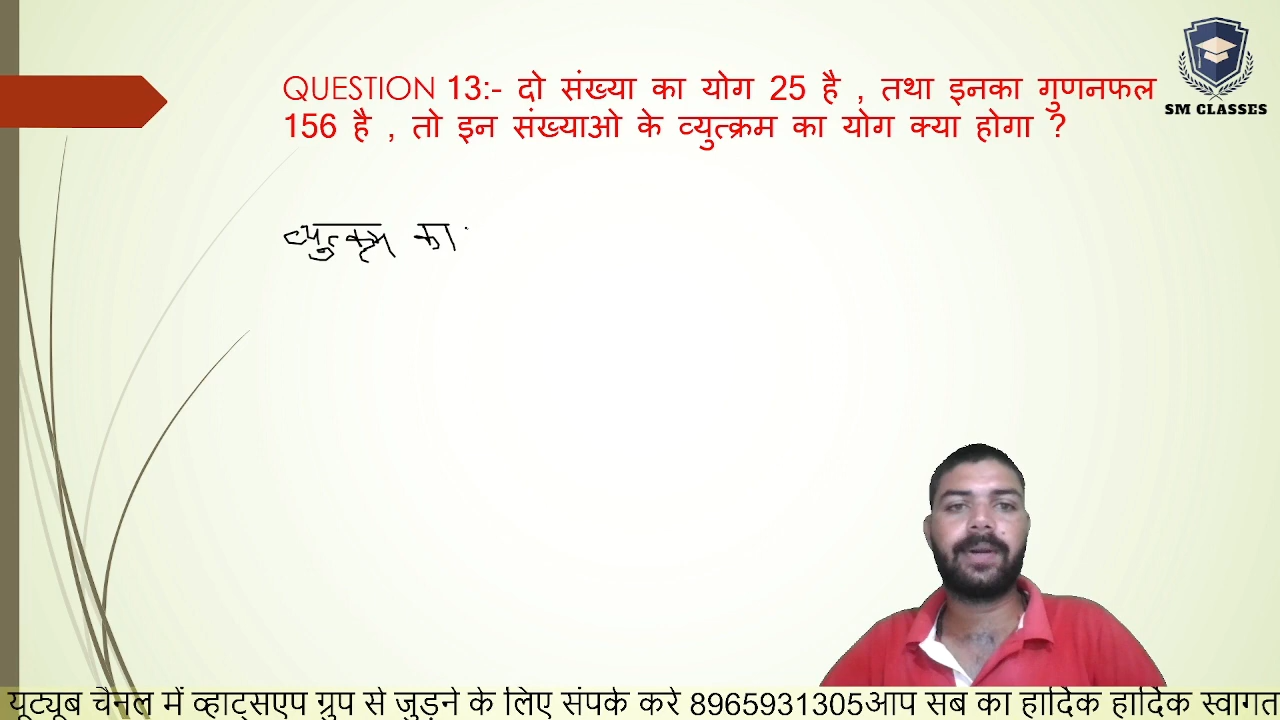 QUESTION 13:- दो संख्या का योग 25 है , तथा इनका गुणनफल
156 है , तो इन संख्याओ के व्युत्क्रम का योग क्या होगा ?
SM CLASSES
व्युत्क्रम का
यूट्यूब चैनल में व्हाट्सएप ग्रुप से जुड़ने के लिए संपर्क करें 8965931305आप सब का हार्दिक हार्दिक स्वागत